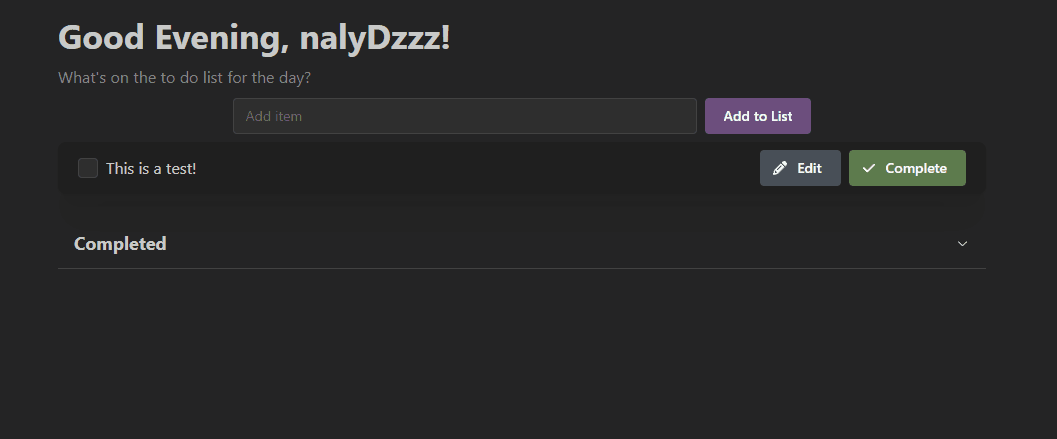 Good Evening, nalyDzzz!
What's on the to do list for the day?
Add item Add to List
This is a test! Edit Complete
Completed